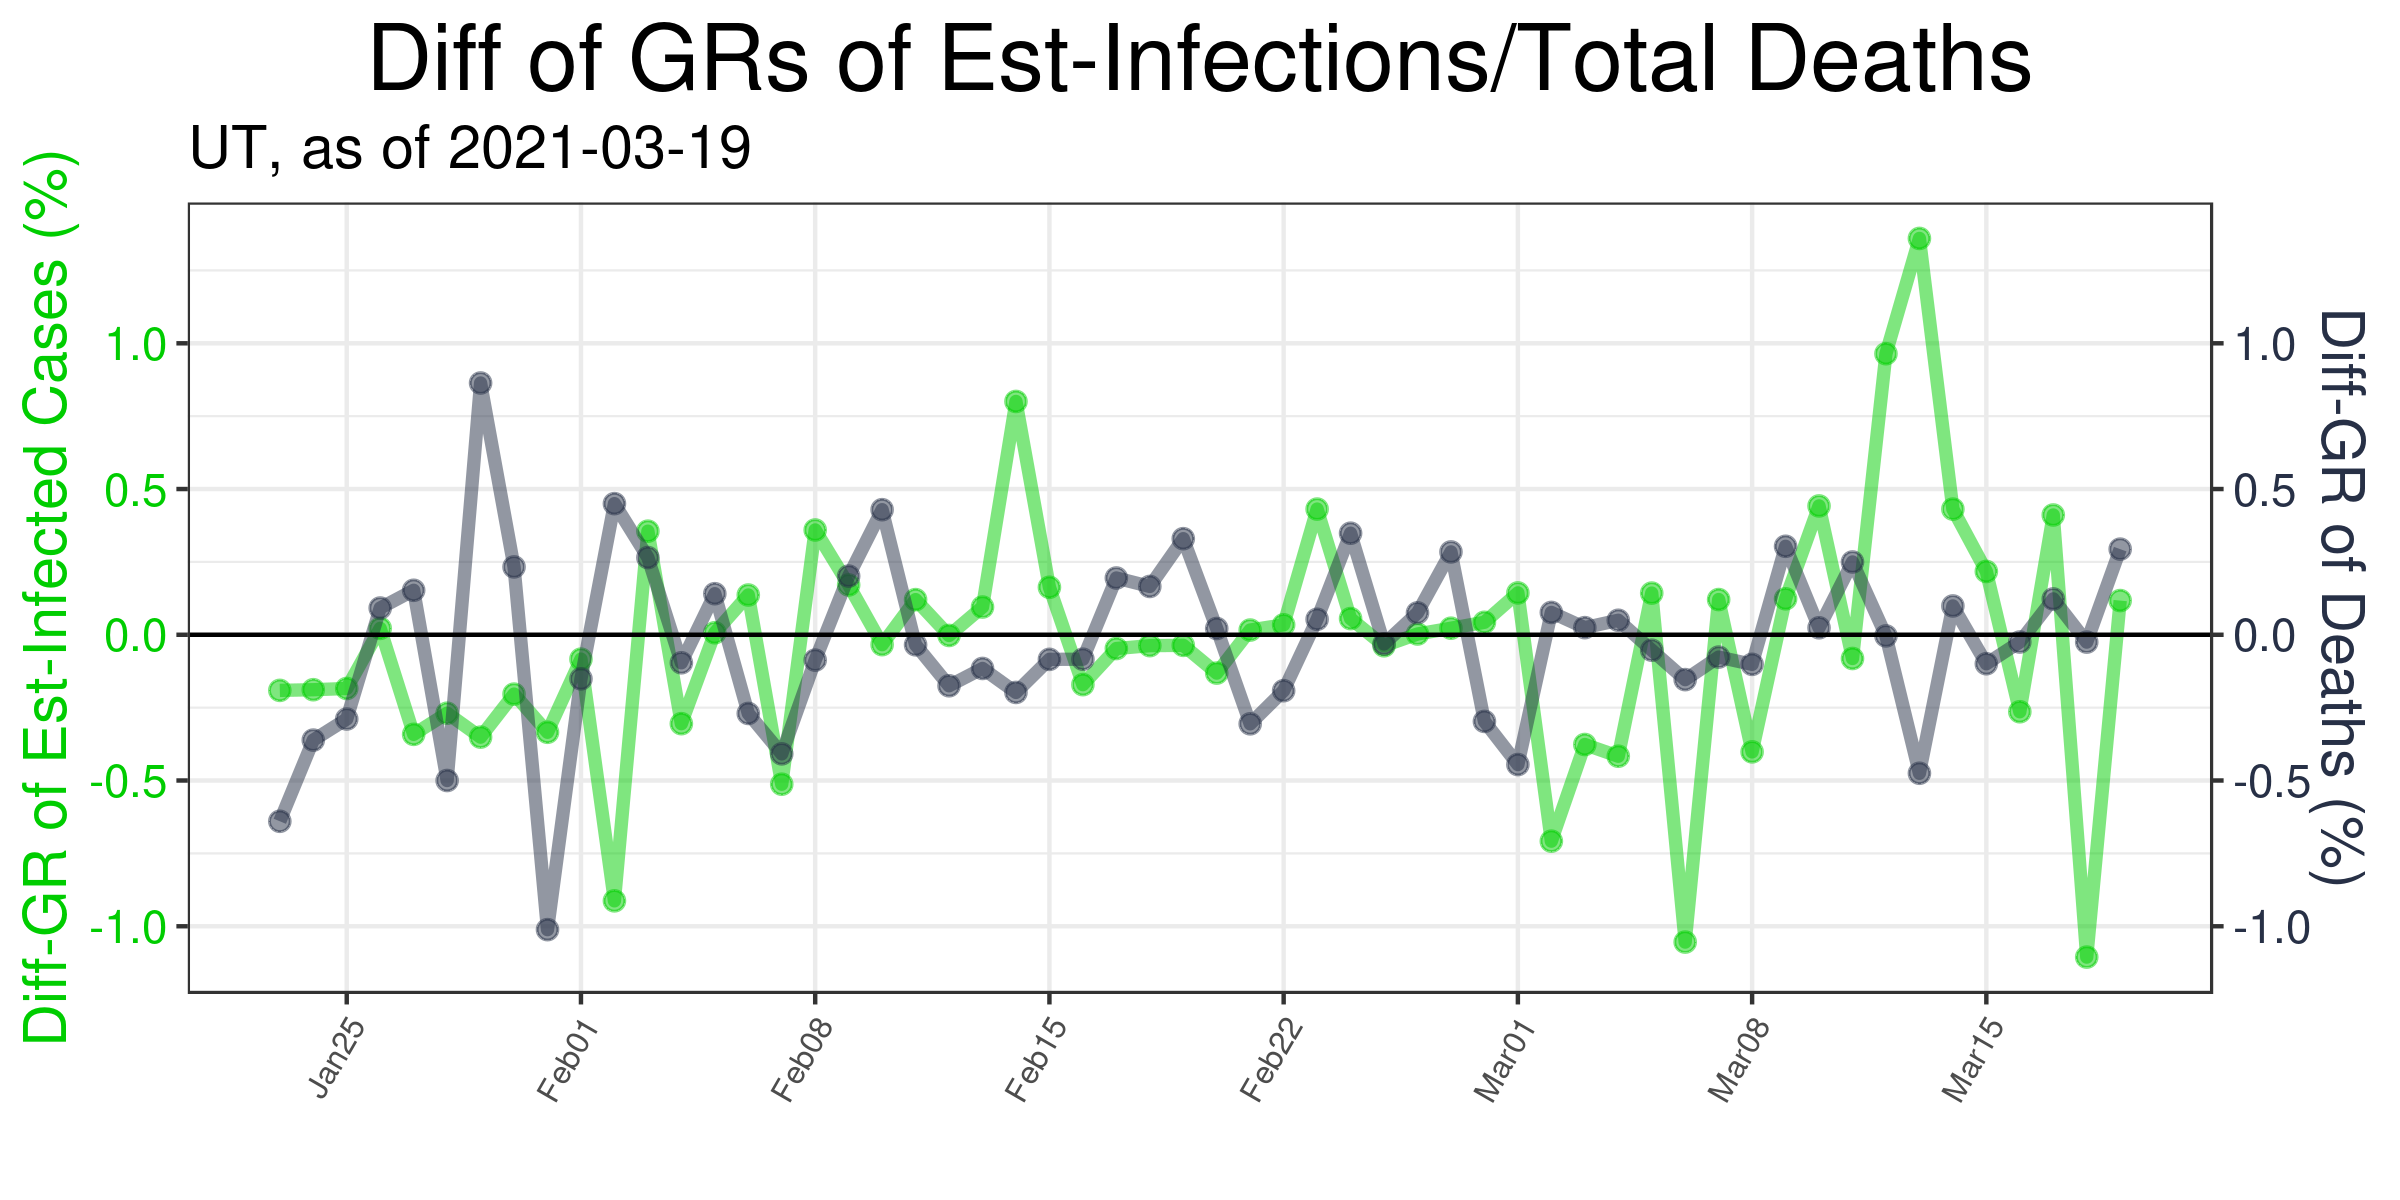 Diff of GRs of Est-Infections/Total Deaths
UT, as of 2021-03-19
Diff-GR of Est-Infected Cases (%)
1.0
0.5
0.0
-0.5
-1.0
1.0
0.5
0.0
-0.5
-1.0
Diff-GR of Deaths (%)
Jan25
Feb01
Feb08
Feb15
Feb22
Mar01
Mar08
Mar15